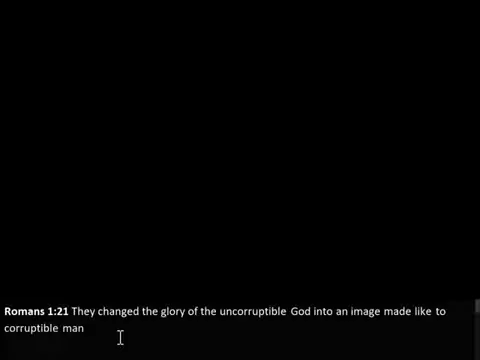 Romans 1:21 They changed the glory of the uncorruptible God into an image made like to
corruptible man